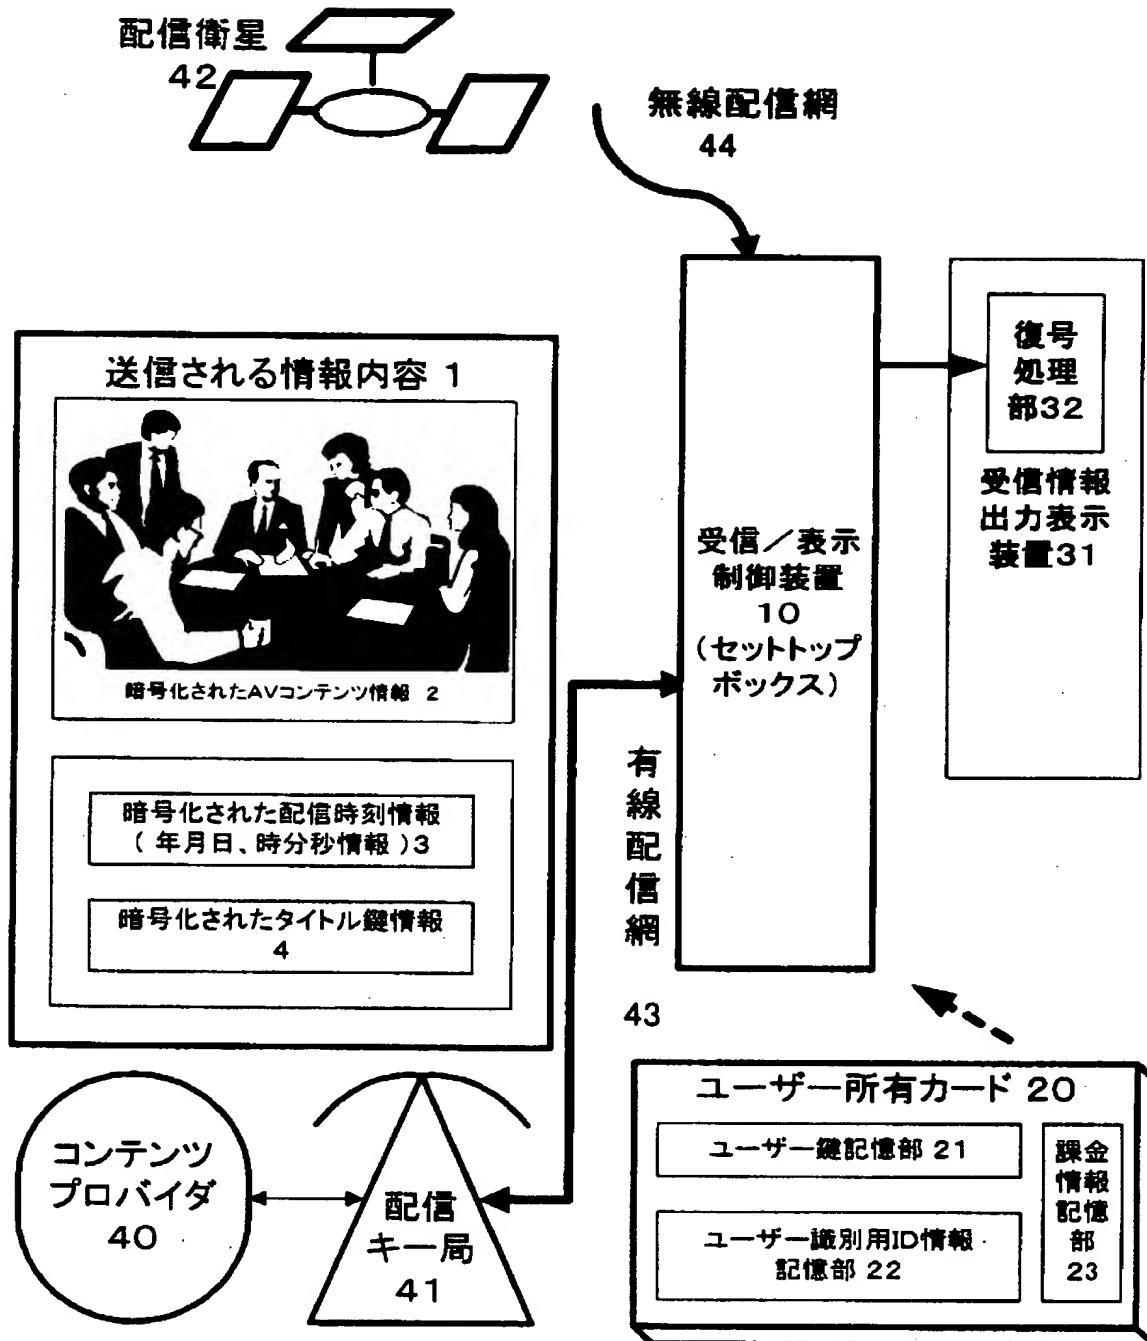 配信衛星
42
無線配信網
44
送信される情報内容 1
暗号化されたAVコンテンツ情報 2
暗号化された配信時刻情報
( 年月日、時分秒情報 )3
暗号化されたタイトル鍵情報
4
受信/表示
制御装置
10
(セットトップ
ボックス)
復号
処理
部32
受信情報
出力表示
装置31
有線配信網
43
コンテンツ
プロバイダ
40
配信
キー局
41
ユーザー所有カード 20
ユーザー鍵記憶部 21
ユーザー識別用ID情報
記憶部 22
課金
情報
記憶
部
23